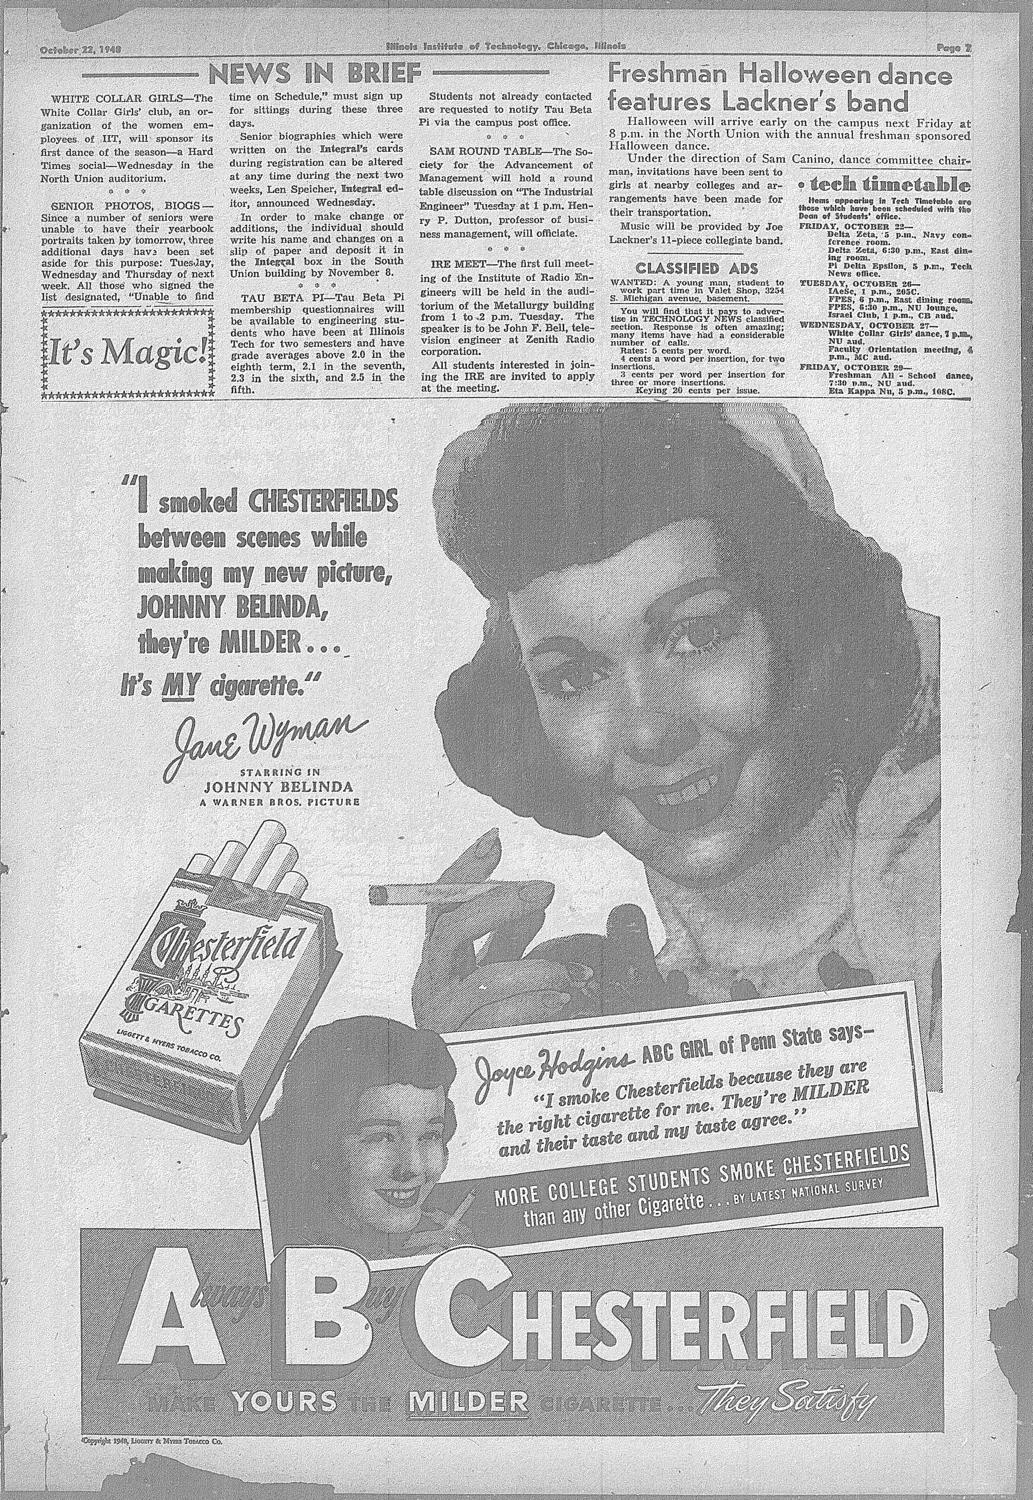 October 22, 1948
Illinois Institute of Technology, Chicago, Illinois
Page 7
NEWS IN BRIEF
WHITE COLLAR GIRLS—The
White Collar Girls' club, an or-
ganization of the women em-
ployees of IIT, will sponsor its
first dance of the season—a Hard
Times social—Wednesday in the
North Union auditorium.
* * *
SENIOR PHOTOS, BIOGS—
Since a number of seniors were
unable to have their yearbook
portraits taken by tomorrow, three
additional days have been set
aside for this purpose: Tuesday,
Wednesday and Thursday of next
week. All those who signed the
list designated, "Unable to find
It's Magic!
time on Schedule," must sign up
for sittings during these three
days.
Senior biographies which were
written on the Integral's cards
during registration can be altered
at any time during the next two
weeks, Len Speicher, Integral ed-
itor, announced Wednesday.
In order to make change or
additions, the individual should
write his name and changes on a
slip of paper and deposit it in
the Integral box in the South
Union building by November 8.
* * *
TAU BETA PI—Tau Beta Pi
membership questionnaires will
be available to engineering stu-
dents who have been at Illinois
Tech for two semesters and have
grade averages above 2.0 in the
eighth term, 2.1 in the seventh,
2.3 in the sixth, and 2.5 in the
fifth.
Students not already contacted
are requested to notify Tau Beta
Pi via the campus post office.
* * *
SAM ROUND TABLE—The So-
ciety for the Advancement of
Management will hold a round
table discussion on "The Industrial
Engineer" Tuesday at 1 p.m. Hen-
ry P. Dutton, professor of busi-
ness management, will officiate.
* * *
IRE MEET—The first full meet-
ing of the Institute of Radio En-
gineers will be held in the audi-
torium of the Metallurgy building
from 1 to 2 p.m. Tuesday. The
speaker is to be John F. Bell, tele-
vision engineer at Zenith Radio
corporation.
All students interested in join-
ing the IRE are invited to apply
at the meeting.
Freshman Halloween dance
features Lackner's band
Halloween will arrive early on the campus next Friday at
8 p.m. in the North Union with the annual freshman sponsored
Halloween dance.
Under the direction of Sam Canino, dance committee chair-
man, invitations have been sent to
girls at nearby colleges and ar-
rangements have been made for
their transportation.
Music will be provided by Joe
Lackner's 11-piece collegiate band.
CLASSIFIED ADS
WANTED: A young man, student to
work part time in Valet Shop, 3254
S. Michigan avenue, basement.
You will find that it pays to adver-
tise in TECHNOLOGY NEWS classified
section. Response is often amazing;
many items have had a considerable
number of calls.
Rates: 5 cents per word.
4 cents a word per insertion, for two
insertions.
3 cents per word per insertion for
three or more insertions.
Keying 20 cents per issue.
• tech timetable
Items appearing in Tech Timetable are
those which have been scheduled with the
Dean of Students' office.
FRIDAY, OCTOBER 22—
Delta Zeta, 5 p.m., Navy con-
ference room.
Delta Zeta, 6:30 p.m., East din-
ing room.
Pi Delta Epsilon, 5 p.m., Tech
News office.
TUESDAY, OCTOBER 26—
IAeSc, 1 p.m., 205C.
FPES, 6 p.m., East dining room.
FPES, 6:30 p.m., NU lounge.
Israel Club, 1 p.m., CB aud.
WEDNESDAY, OCTOBER 27—
White Collar Girls' dance, 7 p.m.,
NU aud.
Faculty Orientation meeting, 4
p.m., MC aud.
FRIDAY, OCTOBER 29—
Freshman All - School dance,
7:30 p.m., NU aud.
Eta Kappa Nu, 5 p.m., 108C.
"I smoked CHESTERFIELDS
between scenes while
making my new picture,
JOHNNY BELINDA,
they're MILDER...
It's MY cigarette."
Jane Wyman
STARRING IN
JOHNNY BELINDA
A WARNER BROS. PICTURE
Chesterfield
CIGARETTES
LIGGETT & MYERS TOBACCO CO.
CHESTERFIELD
Joyce Hodgins ABC GIRL of Penn State says—
"I smoke Chesterfields because they are
the right cigarette for me. They're MILDER
and their taste and my taste agree."
MORE COLLEGE STUDENTS SMOKE CHESTERFIELDS
than any other Cigarette... BY LATEST NATIONAL SURVEY
Always Buy CHESTERFIELD
MAKE YOURS THE MILDER CIGARETTE... They Satisfy
Copyright 1948, LIGGETT & MYERS TOBACCO CO.